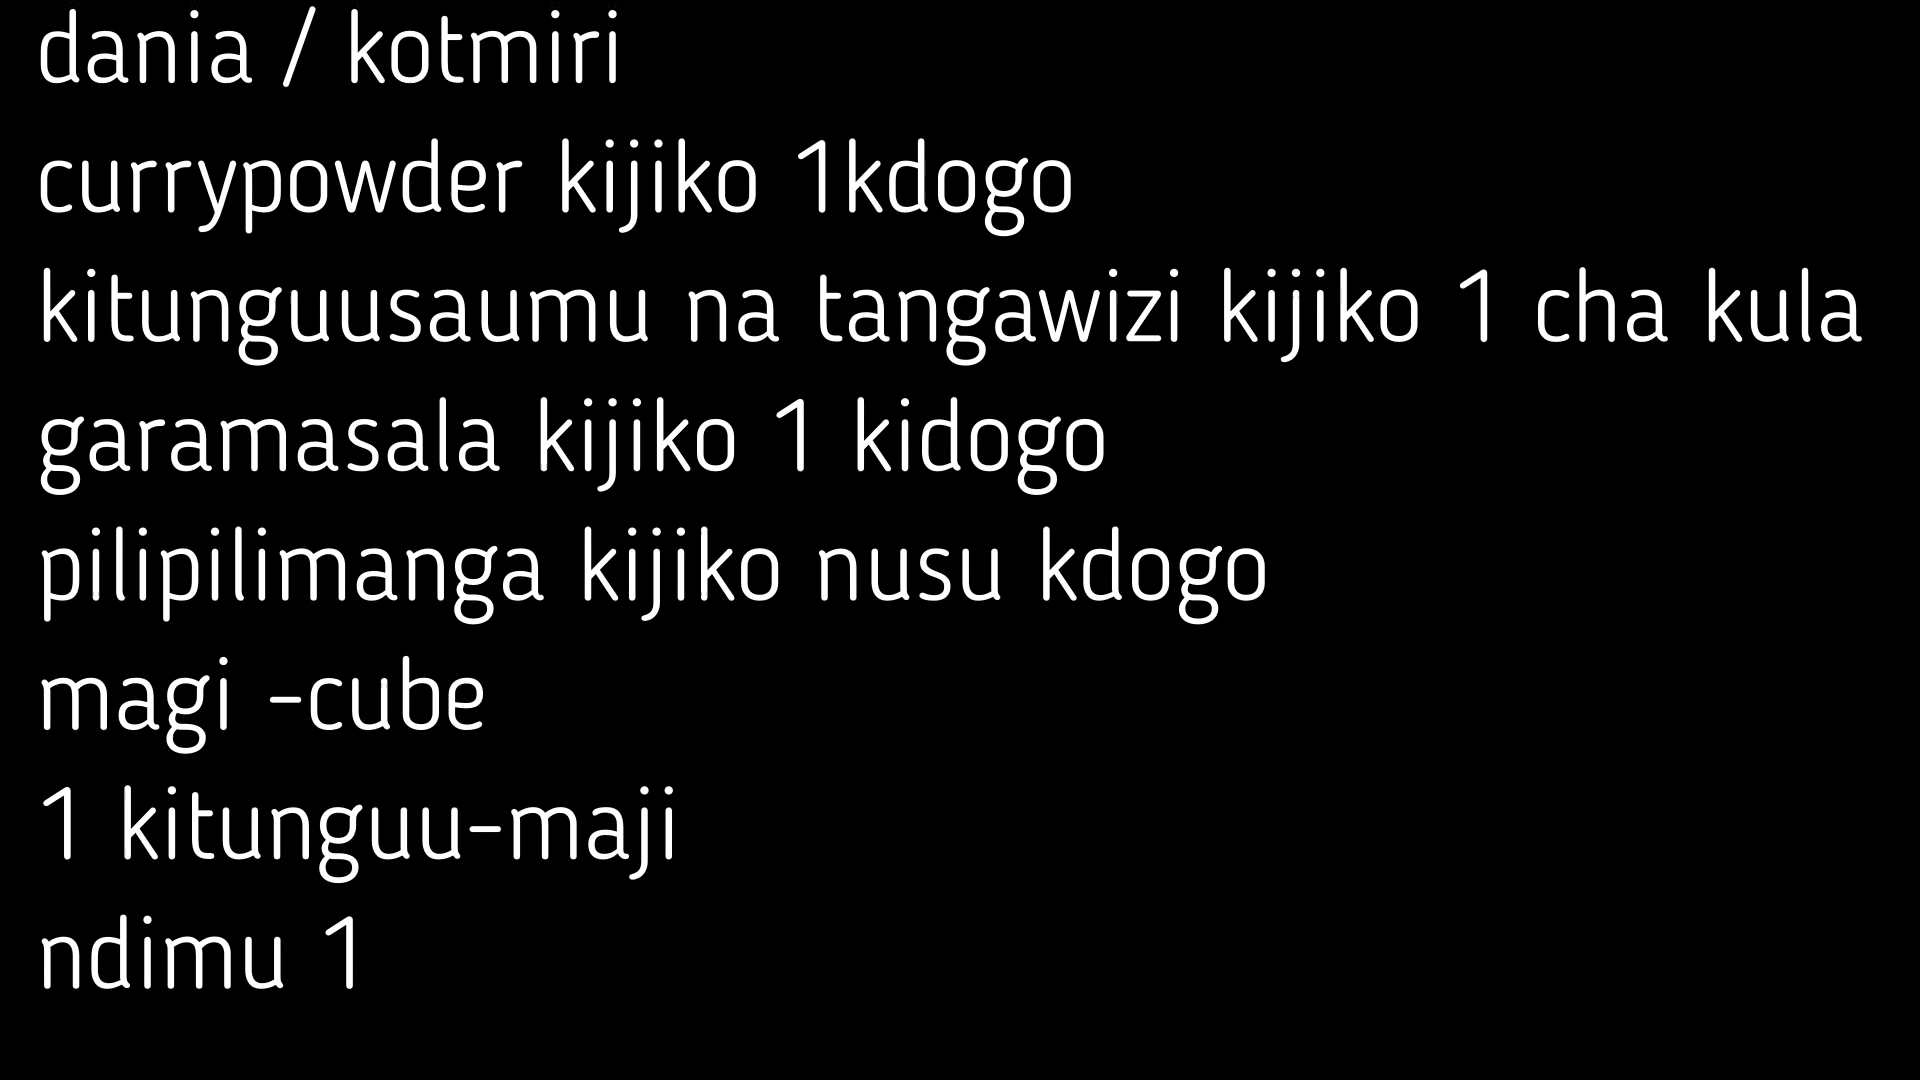 dania / kotmiri
currypowder kijiko 1kdogo
kitunguusaumu na tangawizi kijiko 1 cha kula
garamasala kijiko 1 kidogo
pilipilimanga kijiko nusu kdogo
magi -cube
1 kitunguu-maji
ndimu 1